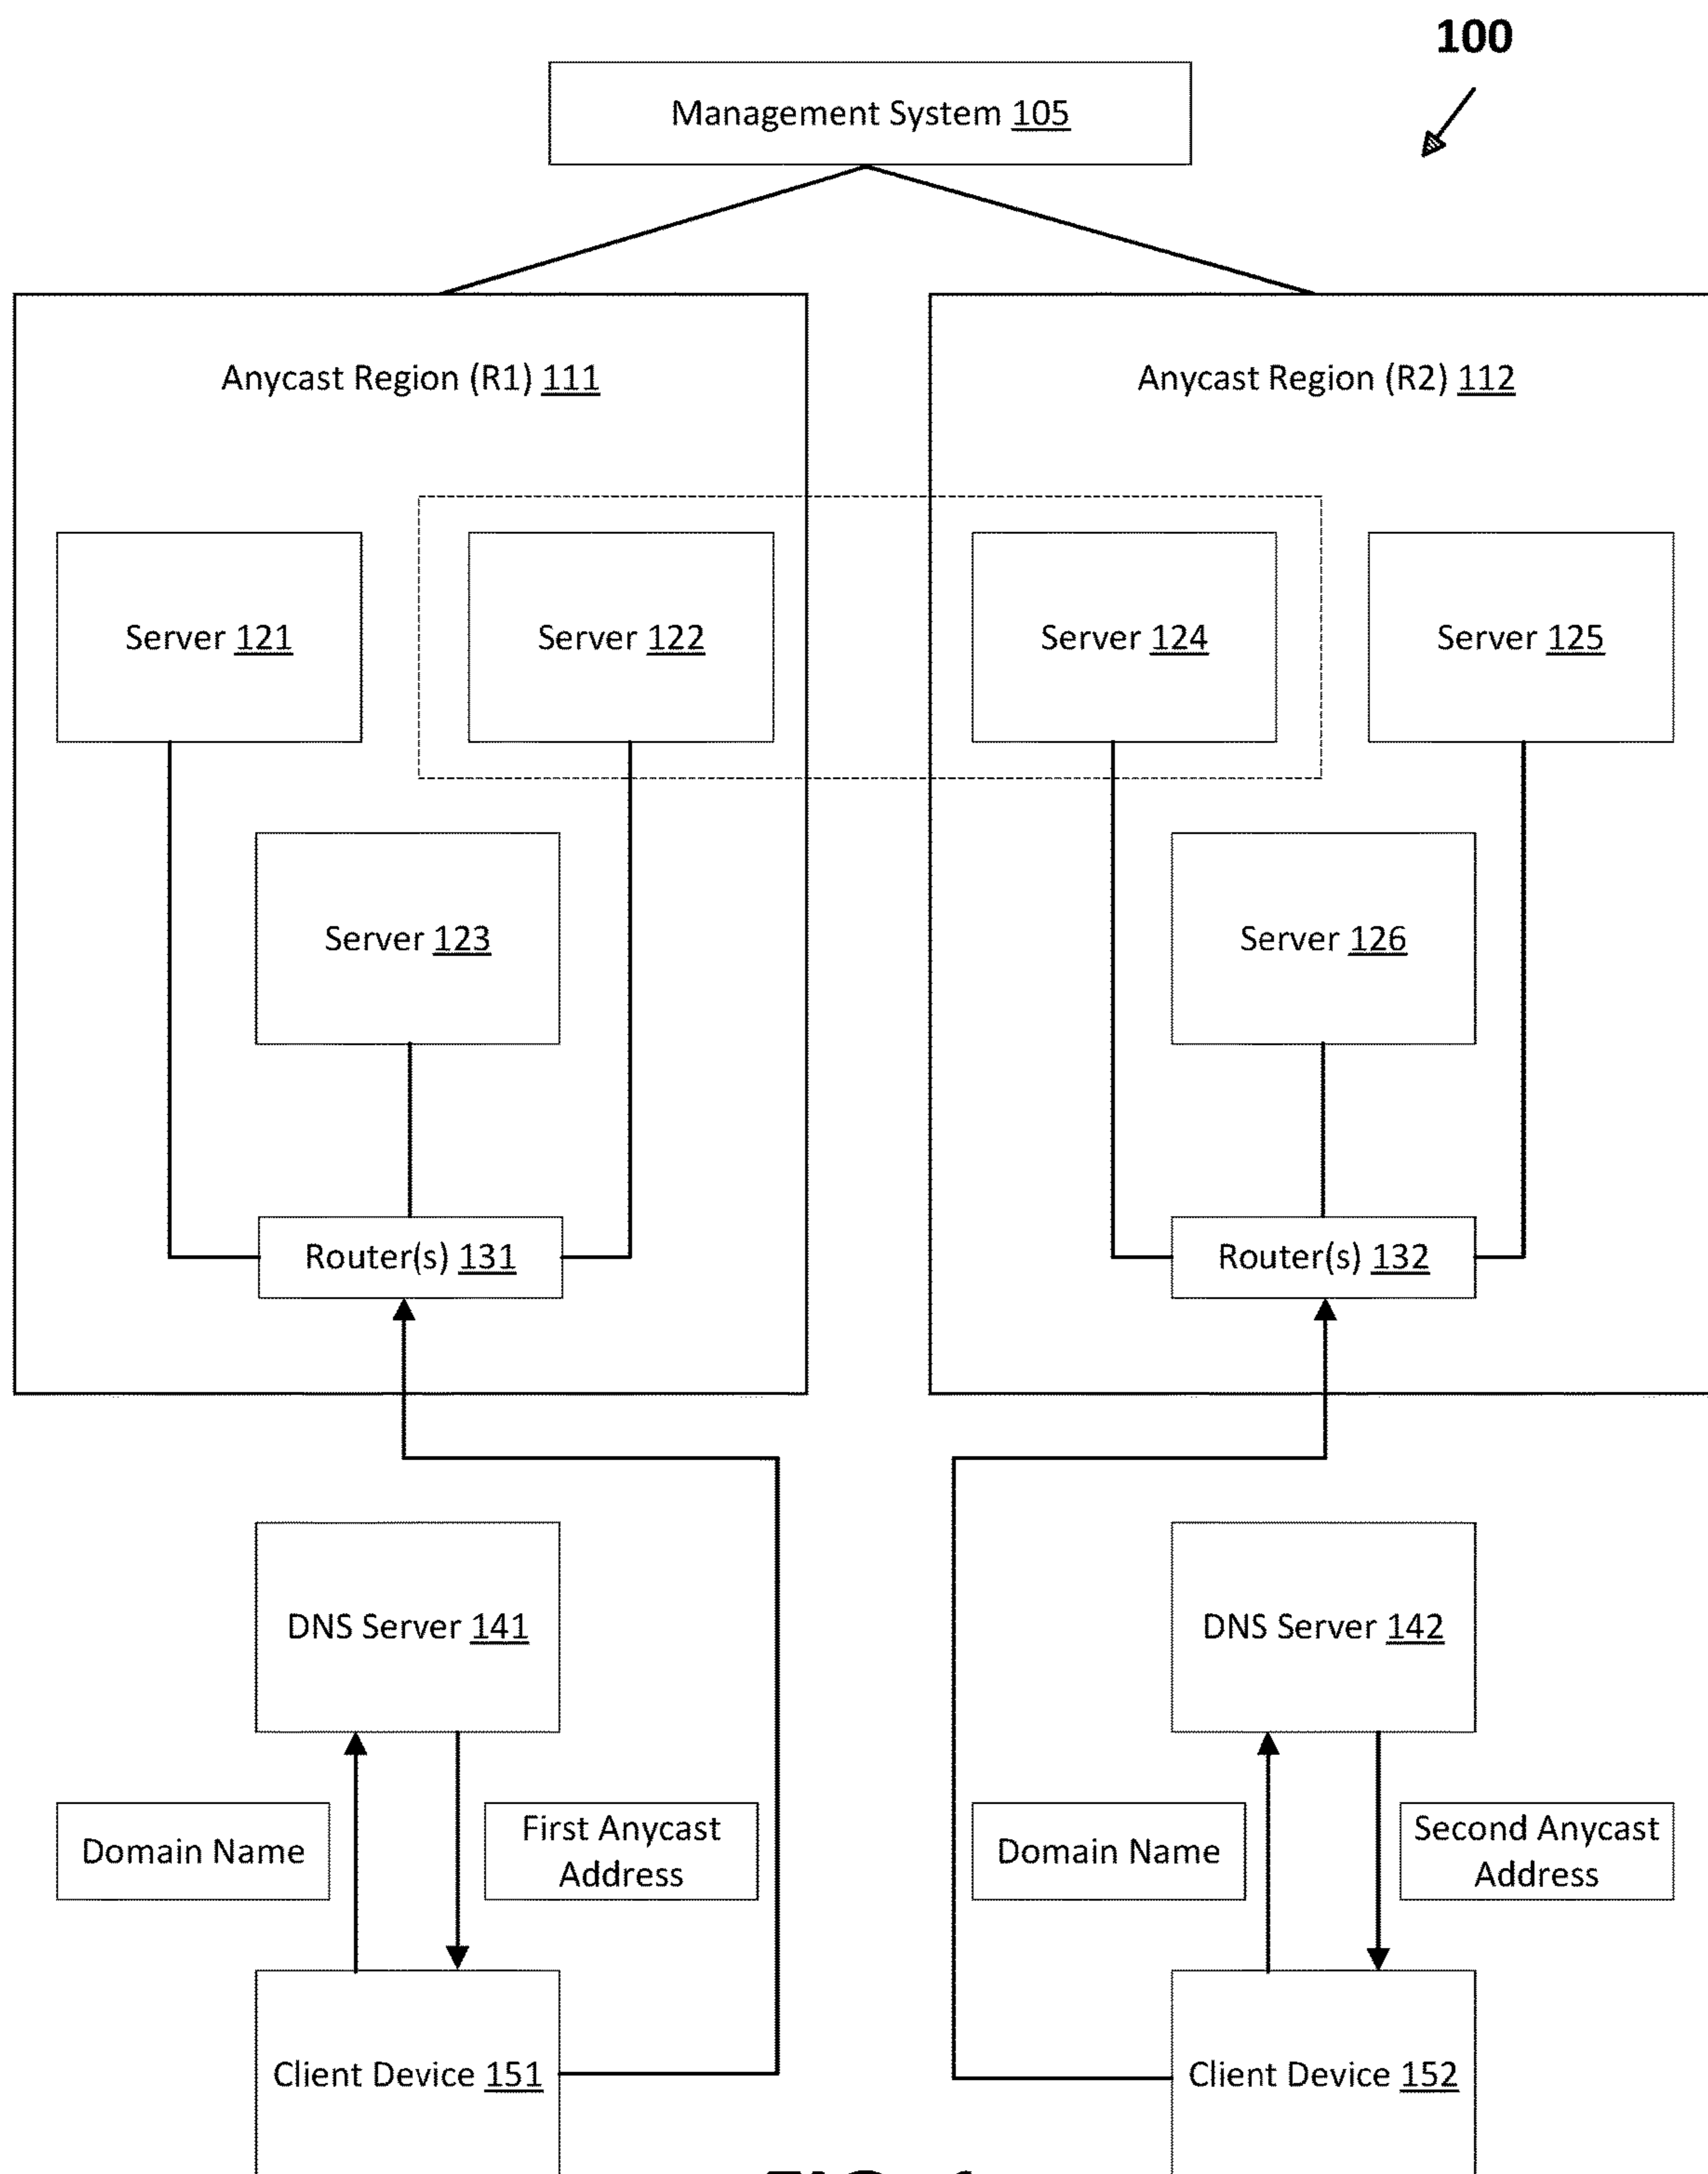 100
Management System 105
Anycast Region (R1) 111
Anycast Region (R2) 112
Server 121
Server 122
Server 124
Server 125
Server 123
Server 126
Router(s) 131
Router(s) 132
DNS Server 141
DNS Server 142
Domain Name
First Anycast
Address
Domain Name
Second Anycast
Address
Client Device 151
Client Device 152